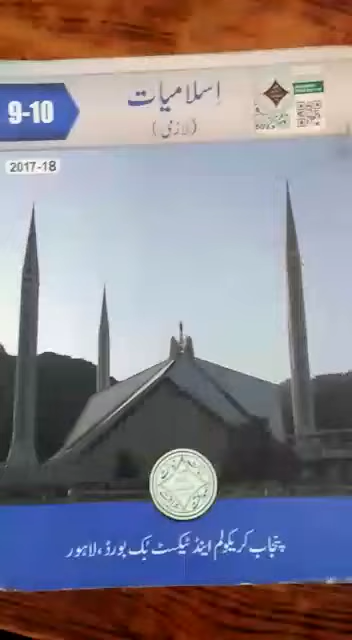 اسلامیات
(لازمی)
9-10
2017-18
پنجاب کریکولم اینڈ ٹیکسٹ بک بورڈ، لاہور